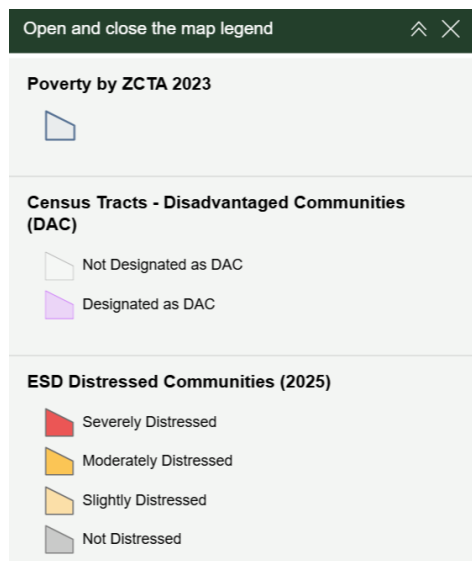 Open and close the map legend
Poverty by ZCTA 2023
Census Tracts - Disadvantaged Communities
(DAC)
Not Designated as DAC
Designated as DAC
ESD Distressed Communities (2025)
Severely Distressed
Moderately Distressed
Slightly Distressed
Not Distressed